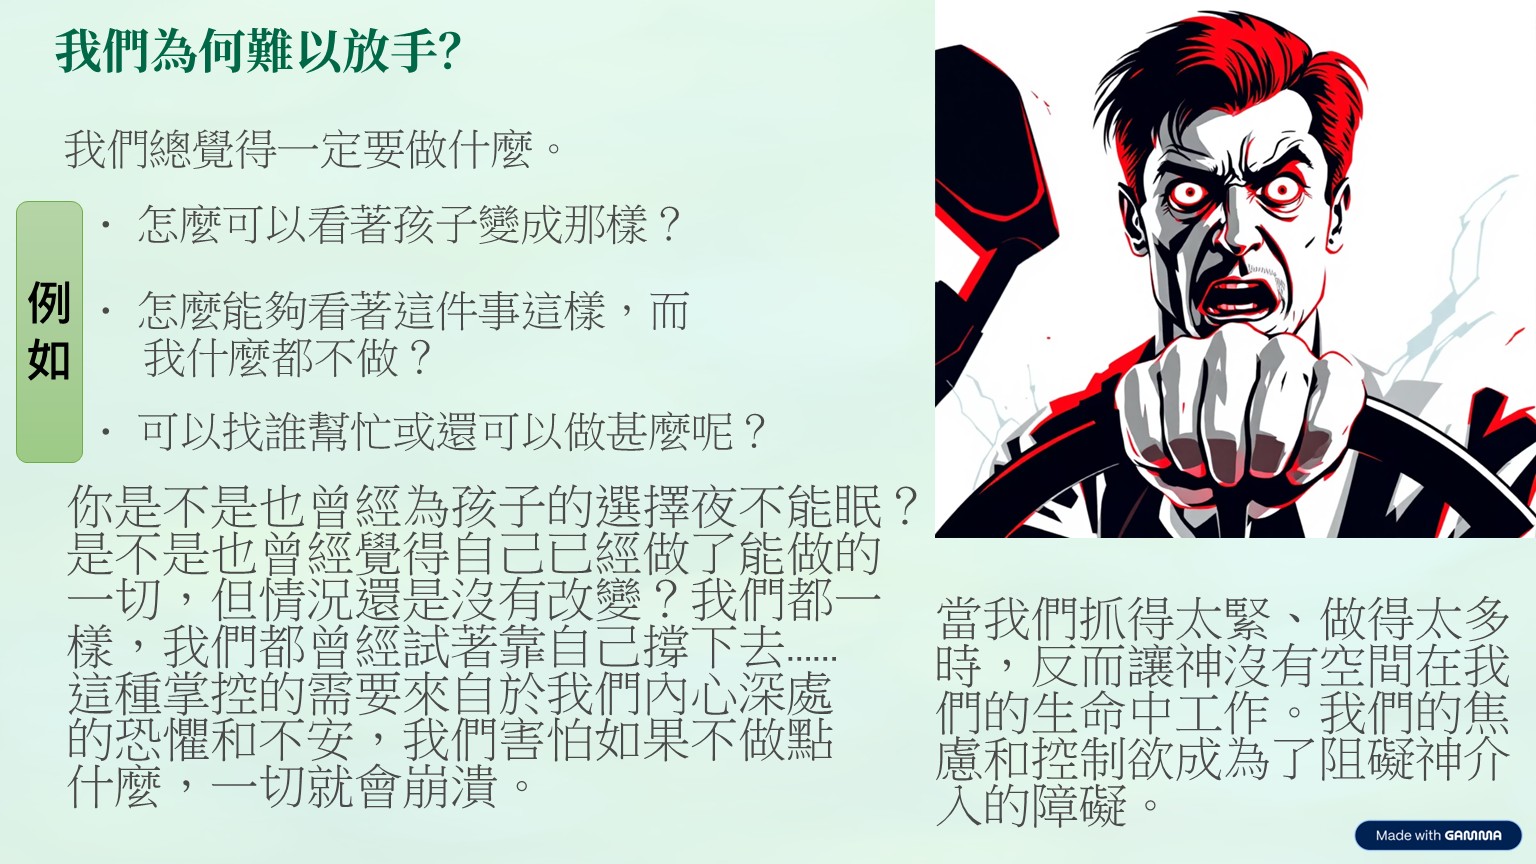 我們為何難以放手?
我們總覺得一定要做什麼。
例
如
• 怎麼可以看著孩子變成那樣？
• 怎麼能夠看著這件事這樣，而
我什麼都不做？
• 可以找誰幫忙或還可以做甚麼呢？
你是不是也曾經為孩子的選擇夜不能眠？
是不是也曾經覺得自己已經做了能做的
一切，但情況還是沒有改變？我們都一
樣，我們都曾經試著靠自己撐下去......
這種掌控的需要來自於我們內心深處
的恐懼和不安，我們害怕如果不做點
什麼，一切就會崩潰。
當我們抓得太緊、做得太多
時，反而讓神沒有空間在我
們的生命中工作。我們的焦
慮和控制欲成為了阻礙神介
入的障礙。
Made with GAMMA